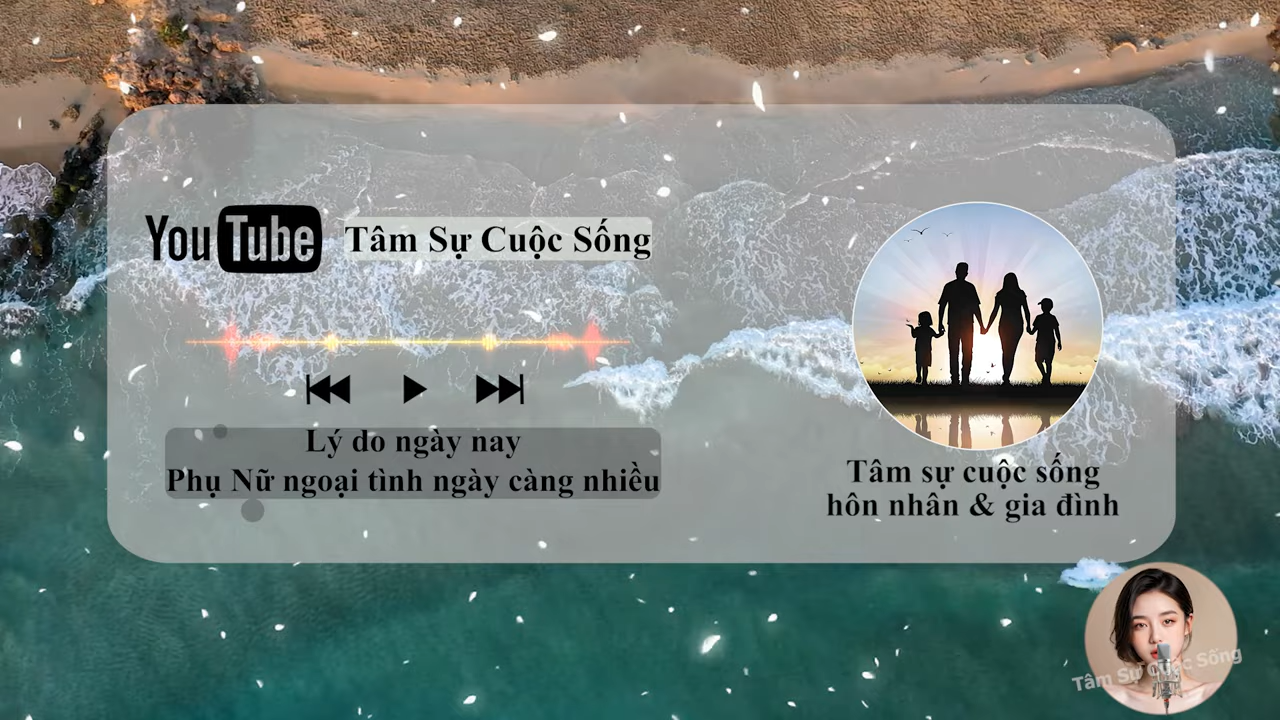 YouTube Tâm Sự Cuộc Sống
Lý do ngày nay
Phụ Nữ ngoại tình ngày càng nhiều
Tâm sự cuộc sống
hôn nhân & gia đình
Tâm Sự Cuộc Sống